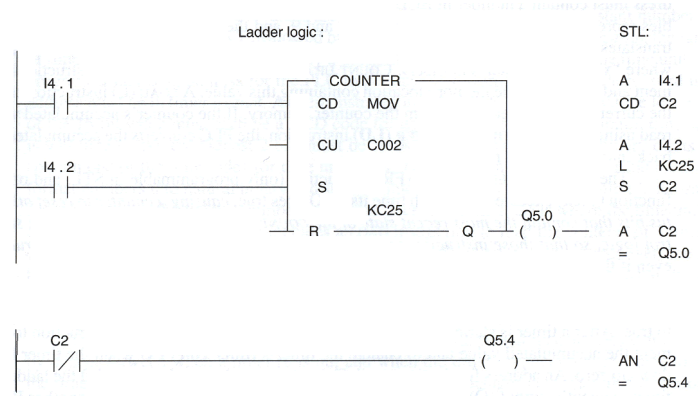 Ladder logic :
STL:
I4 . 1
COUNTER
CD MOV
CU C002
I4 . 2
S
KC25
R Q
Q5.0
( )
A I4.1
CD C2
A I4.2
L KC25
S C2
A C2
= Q5.0
C2
Q5.4
( )
AN C2
= Q5.4